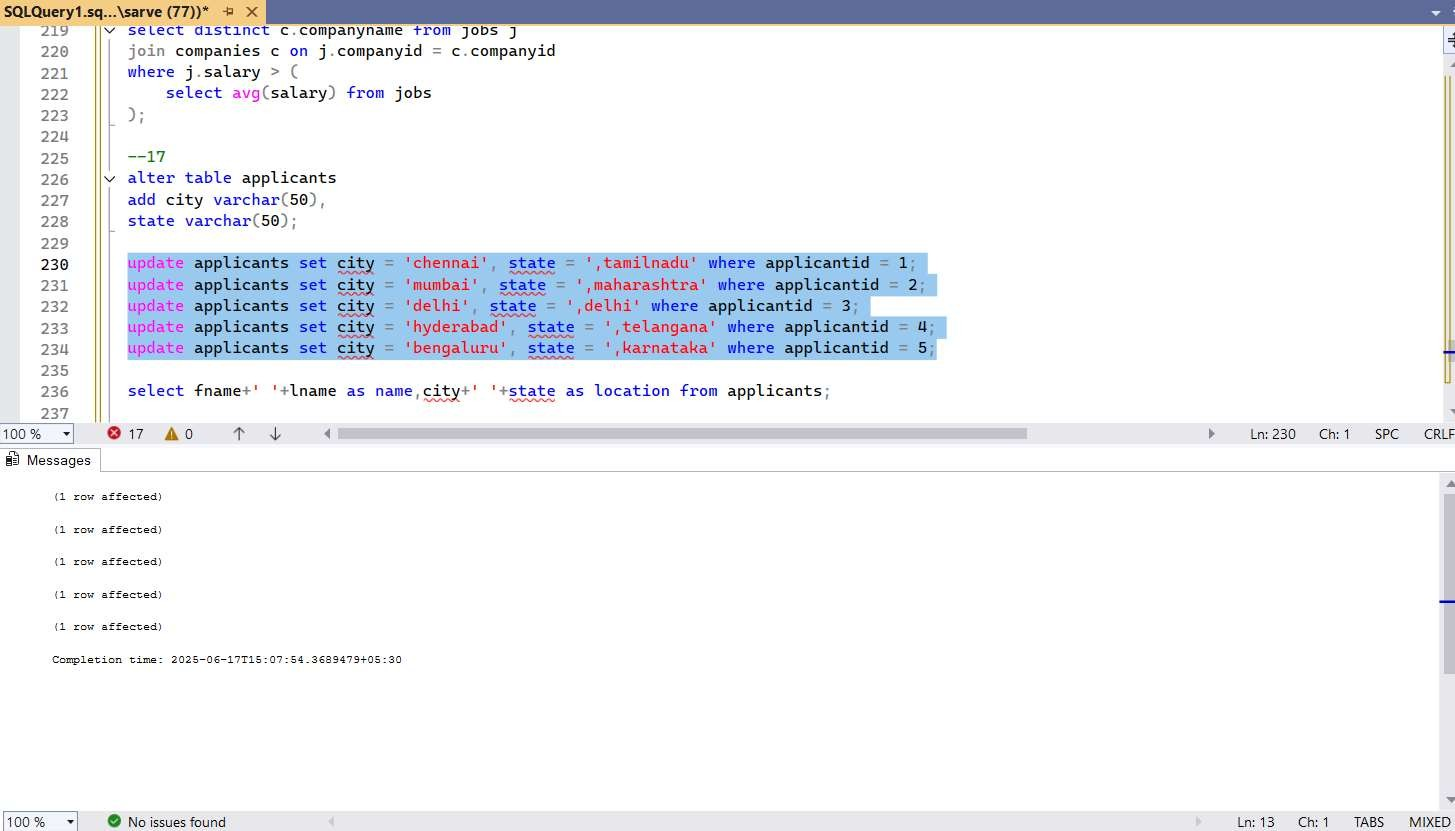 SQLQuery1.sq...\sarve (77))*
219 select distinct c.companyname from jobs j
220 join companies c on j.companyid = c.companyid
221 where j.salary > (
222 select avg(salary) from jobs
223 );
224
225 --17
226 alter table applicants
227 add city varchar(50),
228 state varchar(50);
229
230 update applicants set city = 'chennai', state = ',tamilnadu' where applicantid = 1;
231 update applicants set city = 'mumbai', state = ',maharashtra' where applicantid = 2;
232 update applicants set city = 'delhi', state = ',delhi' where applicantid = 3;
233 update applicants set city = 'hyderabad', state = ',telangana' where applicantid = 4;
234 update applicants set city = 'bengaluru', state = ',karnataka' where applicantid = 5;
235
236 select fname+' '+lname as name,city+' '+state as location from applicants;
237
100 % 17 0 Ln: 230 Ch: 1 SPC CRLF
Messages
(1 row affected)
(1 row affected)
(1 row affected)
(1 row affected)
(1 row affected)
Completion time: 2025-06-17T15:07:54.3689479+05:30
100 % No issues found Ln: 13 Ch: 1 TABS MIXED